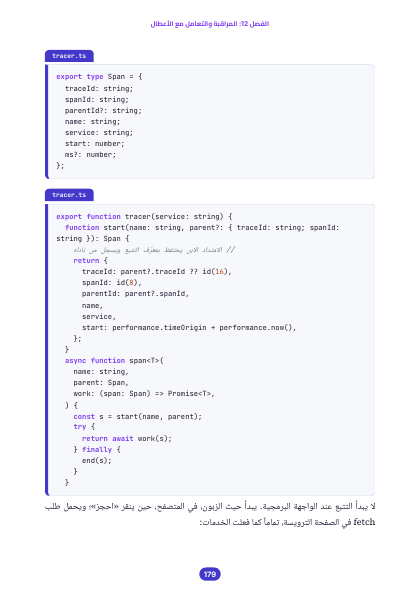 الفصل 12: المراقبة والتعامل مع الأعطال
tracer.ts
export type Span = {
traceId: string;
spanId: string;
parentId?: string;
name: string;
service: string;
start: number;
ms?: number;
};
tracer.ts
export function tracer(service: string) {
function start(name: string, parent?: { traceId: string; spanId:
string }): Span {
// الامتداد الابن يحتفظ بمعرّف التتبع ويسجل من ناداه
return {
traceId: parent?.traceId ?? id(16),
spanId: id(8),
parentId: parent?.spanId,
name,
service,
start: performance.timeOrigin + performance.now(),
};
}
async function span<T>(
name: string,
parent: Span,
work: (span: Span) => Promise<T>,
) {
const s = start(name, parent);
try {
return await work(s);
} finally {
end(s);
}
}
لا يبدأ التتبع عند الواجهة البرمجية. يبدأ حيث الزبون، في المتصفح، حين ينقر «احجز»؛ ويحمل طلب
fetch في الصفحة الترويسة، تماماً كما فعلت الخدمات:
179